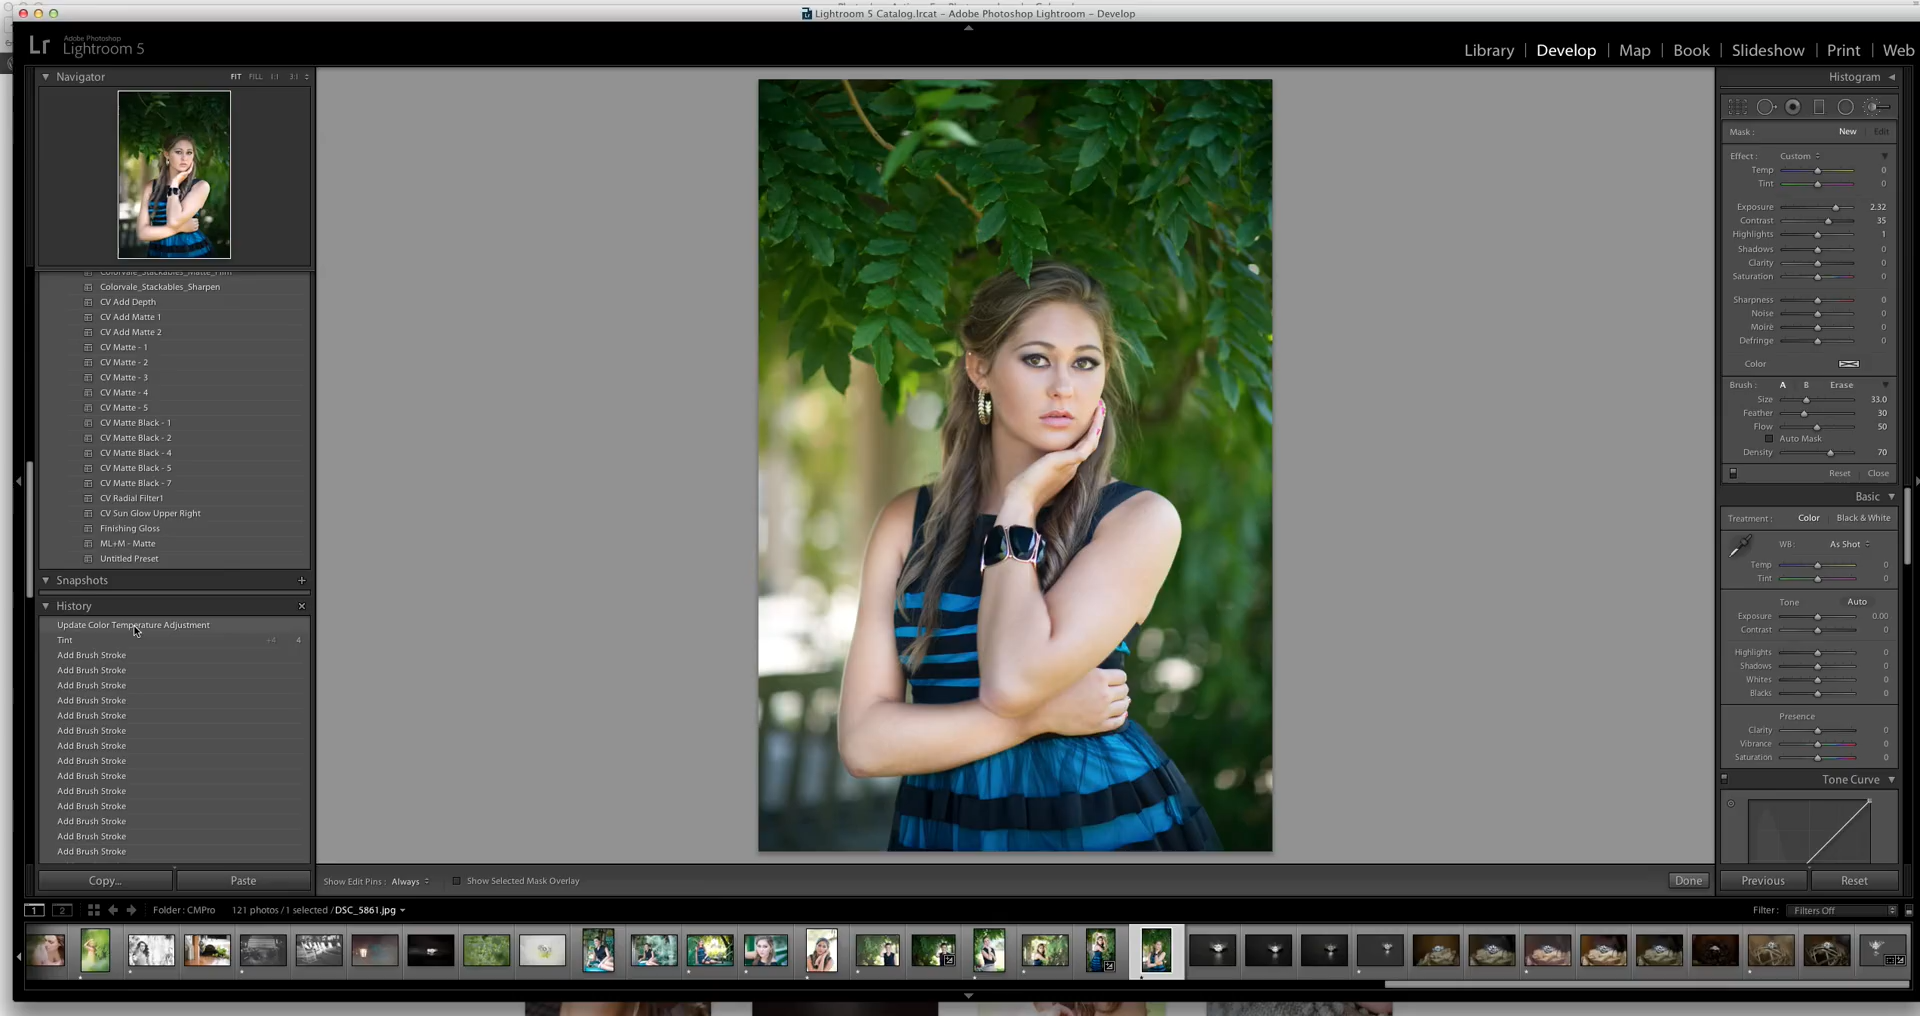 Lightroom 5 Catalog.lrcat – Adobe Photoshop Lightroom – Develop
Lr
Adobe Photoshop
Lightroom 5
Library | Develop | Map | Book | Slideshow | Print | Web
Navigator FIT FILL 1:1 3:1
Colorvale_Stackables_Matte_Film
Colorvale_Stackables_Sharpen
CV Add Depth
CV Add Matte 1
CV Add Matte 2
CV Matte - 1
CV Matte - 2
CV Matte - 3
CV Matte - 4
CV Matte - 5
CV Matte Black - 1
CV Matte Black - 2
CV Matte Black - 4
CV Matte Black - 5
CV Matte Black - 7
CV Radial Filter1
CV Sun Glow Upper Right
Finishing Gloss
ML+M - Matte
Untitled Preset
Snapshots +
History ×
Update Color Temperature Adjustment
Tint +4 4
Add Brush Stroke
Add Brush Stroke
Add Brush Stroke
Add Brush Stroke
Add Brush Stroke
Add Brush Stroke
Add Brush Stroke
Add Brush Stroke
Add Brush Stroke
Add Brush Stroke
Add Brush Stroke
Add Brush Stroke
Add Brush Stroke
Add Brush Stroke
Copy... Paste
Show Edit Pins : Always Show Selected Mask Overlay Done
Histogram
Mask : New Edit
Effect : Custom
Temp 0
Tint 0
Exposure 2.32
Contrast 35
Highlights 1
Shadows 0
Clarity 0
Saturation 0
Sharpness 0
Noise 0
Moiré 0
Defringe 0
Color
Brush : A B Erase
Size 33.0
Feather 30
Flow 50
Auto Mask
Density 70
Reset Close
Basic
Treatment : Color Black & White
WB : As Shot
Temp 0
Tint 0
Tone Auto
Exposure 0.00
Contrast 0
Highlights 0
Shadows 0
Whites 0
Blacks 0
Presence
Clarity 0
Vibrance 0
Saturation 0
Tone Curve
Previous Reset
1 2 Folder : CMPro 121 photos / 1 selected / DSC_5861.jpg Filter : Filters Off